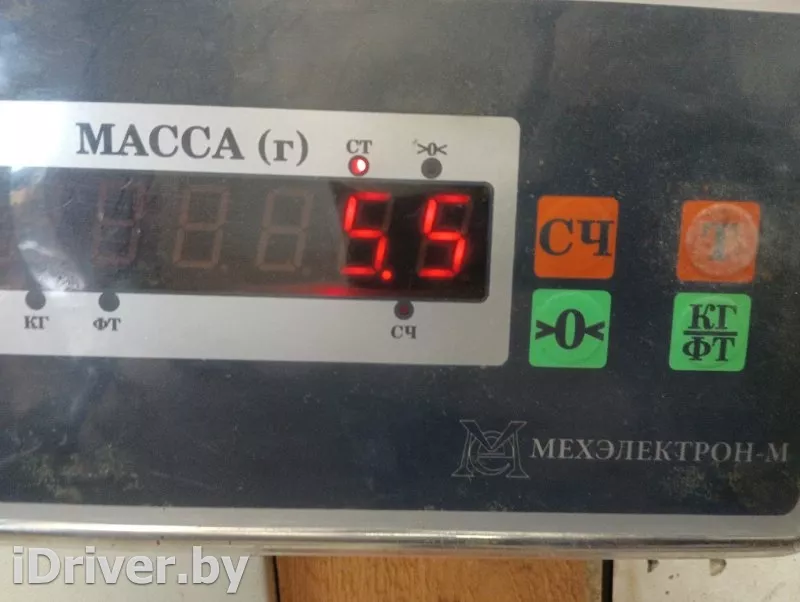 МАССА (г)
СТ
>0<
5.5
СЧ
Т
КГ
ФТ
СЧ
>0<
КГ
ФТ
МЕХЭЛЕКТРОН-М
iDriver.by